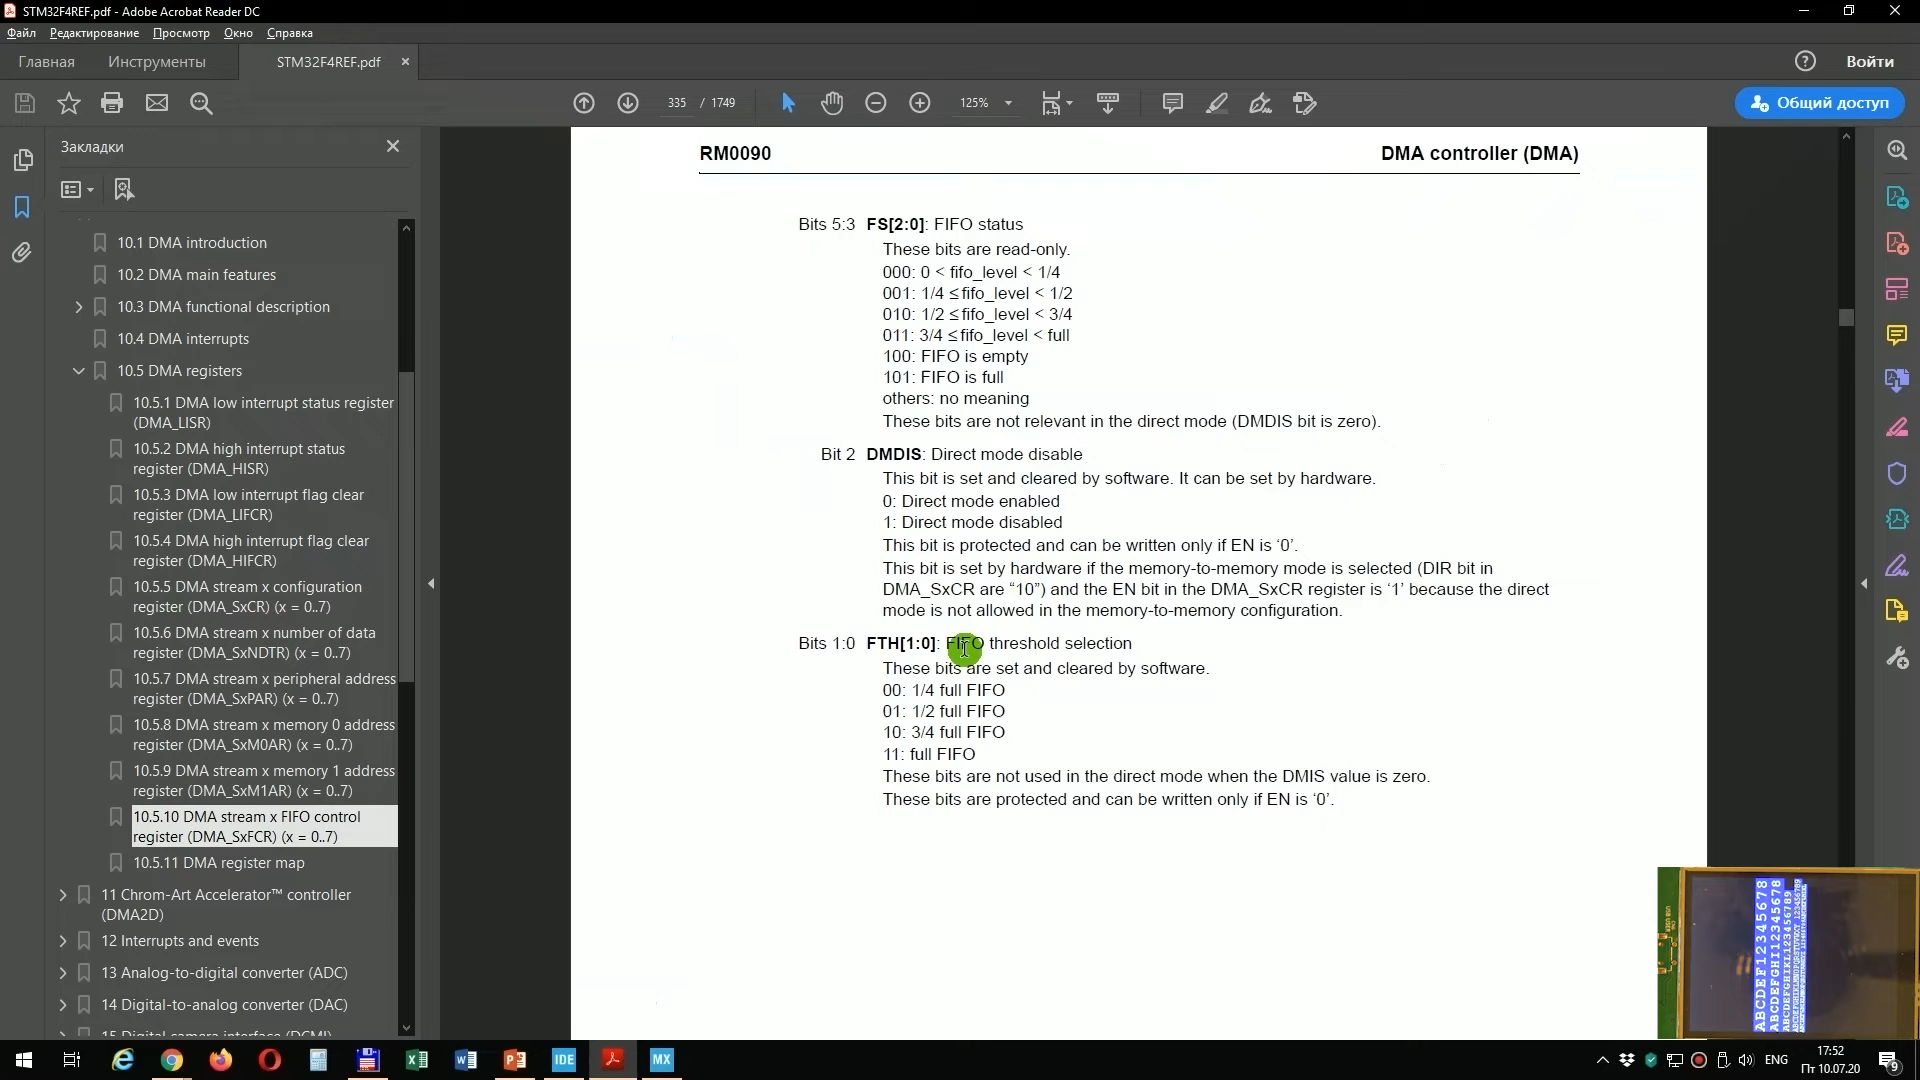 STM32F4REF.pdf - Adobe Acrobat Reader DC
Файл Редактирование Просмотр Окно Справка
Главная Инструменты STM32F4REF.pdf × Войти
335 / 1749 125% Общий доступ
Закладки
10.1 DMA introduction
10.2 DMA main features
10.3 DMA functional description
10.4 DMA interrupts
10.5 DMA registers
10.5.1 DMA low interrupt status register
(DMA_LISR)
10.5.2 DMA high interrupt status
register (DMA_HISR)
10.5.3 DMA low interrupt flag clear
register (DMA_LIFCR)
10.5.4 DMA high interrupt flag clear
register (DMA_HIFCR)
10.5.5 DMA stream x configuration
register (DMA_SxCR) (x = 0..7)
10.5.6 DMA stream x number of data
register (DMA_SxNDTR) (x = 0..7)
10.5.7 DMA stream x peripheral address
register (DMA_SxPAR) (x = 0..7)
10.5.8 DMA stream x memory 0 address
register (DMA_SxM0AR) (x = 0..7)
10.5.9 DMA stream x memory 1 address
register (DMA_SxM1AR) (x = 0..7)
10.5.10 DMA stream x FIFO control
register (DMA_SxFCR) (x = 0..7)
10.5.11 DMA register map
11 Chrom-Art Accelerator™ controller
(DMA2D)
12 Interrupts and events
13 Analog-to-digital converter (ADC)
14 Digital-to-analog converter (DAC)
15 Digital camera interface (DCMI)
RM0090 DMA controller (DMA)
Bits 5:3 FS[2:0]: FIFO status
These bits are read-only.
000: 0 < fifo_level < 1/4
001: 1/4 ≤ fifo_level < 1/2
010: 1/2 ≤ fifo_level < 3/4
011: 3/4 ≤ fifo_level < full
100: FIFO is empty
101: FIFO is full
others: no meaning
These bits are not relevant in the direct mode (DMDIS bit is zero).
Bit 2 DMDIS: Direct mode disable
This bit is set and cleared by software. It can be set by hardware.
0: Direct mode enabled
1: Direct mode disabled
This bit is protected and can be written only if EN is ‘0’.
This bit is set by hardware if the memory-to-memory mode is selected (DIR bit in
DMA_SxCR are “10”) and the EN bit in the DMA_SxCR register is ‘1’ because the direct
mode is not allowed in the memory-to-memory configuration.
Bits 1:0 FTH[1:0]: FIFO threshold selection
These bits are set and cleared by software.
00: 1/4 full FIFO
01: 1/2 full FIFO
10: 3/4 full FIFO
11: full FIFO
These bits are not used in the direct mode when the DMIS value is zero.
These bits are protected and can be written only if EN is ‘0’.
ABCDEF12345678
ABCDEFGHI12345678
ABCDEFGHIKL123456789
IDE MX ENG 17:52
Пт 10.07.20 9